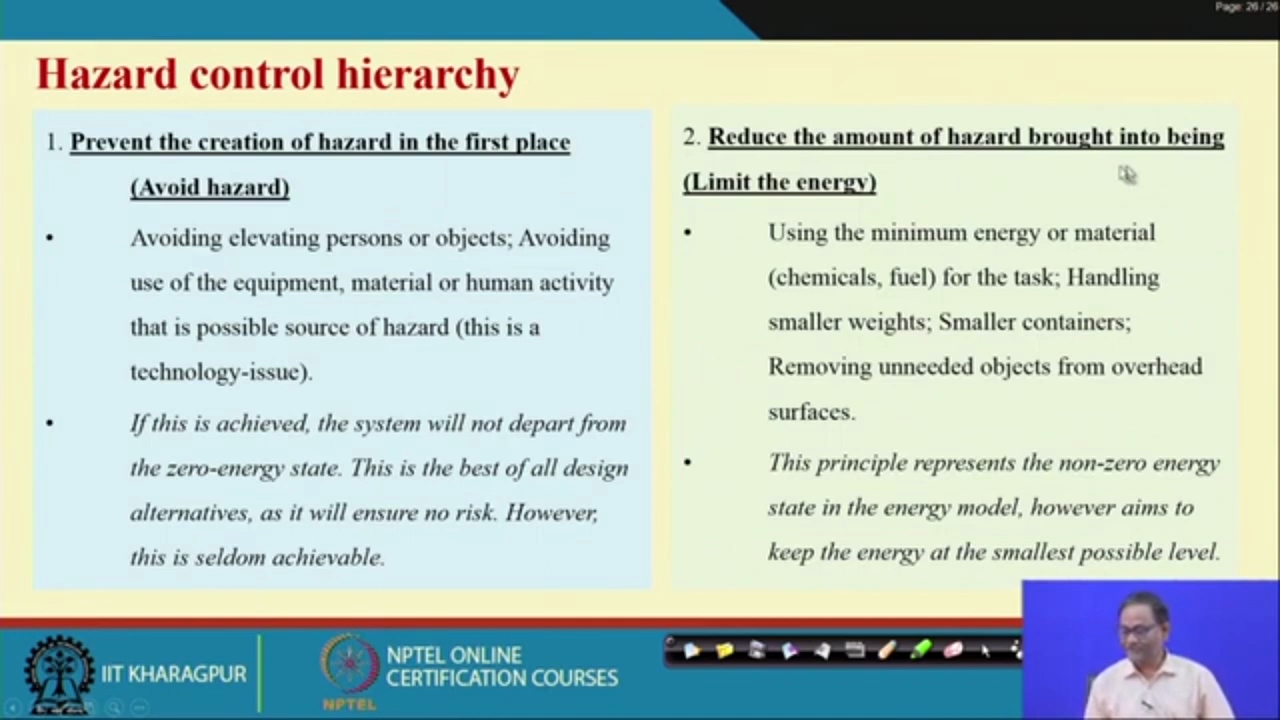 Page: 26 / 26
Hazard control hierarchy
1. Prevent the creation of hazard in the first place
(Avoid hazard)
• Avoiding elevating persons or objects; Avoiding
use of the equipment, material or human activity
that is possible source of hazard (this is a
technology-issue).
• If this is achieved, the system will not depart from
the zero-energy state. This is the best of all design
alternatives, as it will ensure no risk. However,
this is seldom achievable.
2. Reduce the amount of hazard brought into being
(Limit the energy)
• Using the minimum energy or material
(chemicals, fuel) for the task; Handling
smaller weights; Smaller containers;
Removing unneeded objects from overhead
surfaces.
• This principle represents the non-zero energy
state in the energy model, however aims to
keep the energy at the smallest possible level.
IIT KHARAGPUR
NPTEL
NPTEL ONLINE
CERTIFICATION COURSES